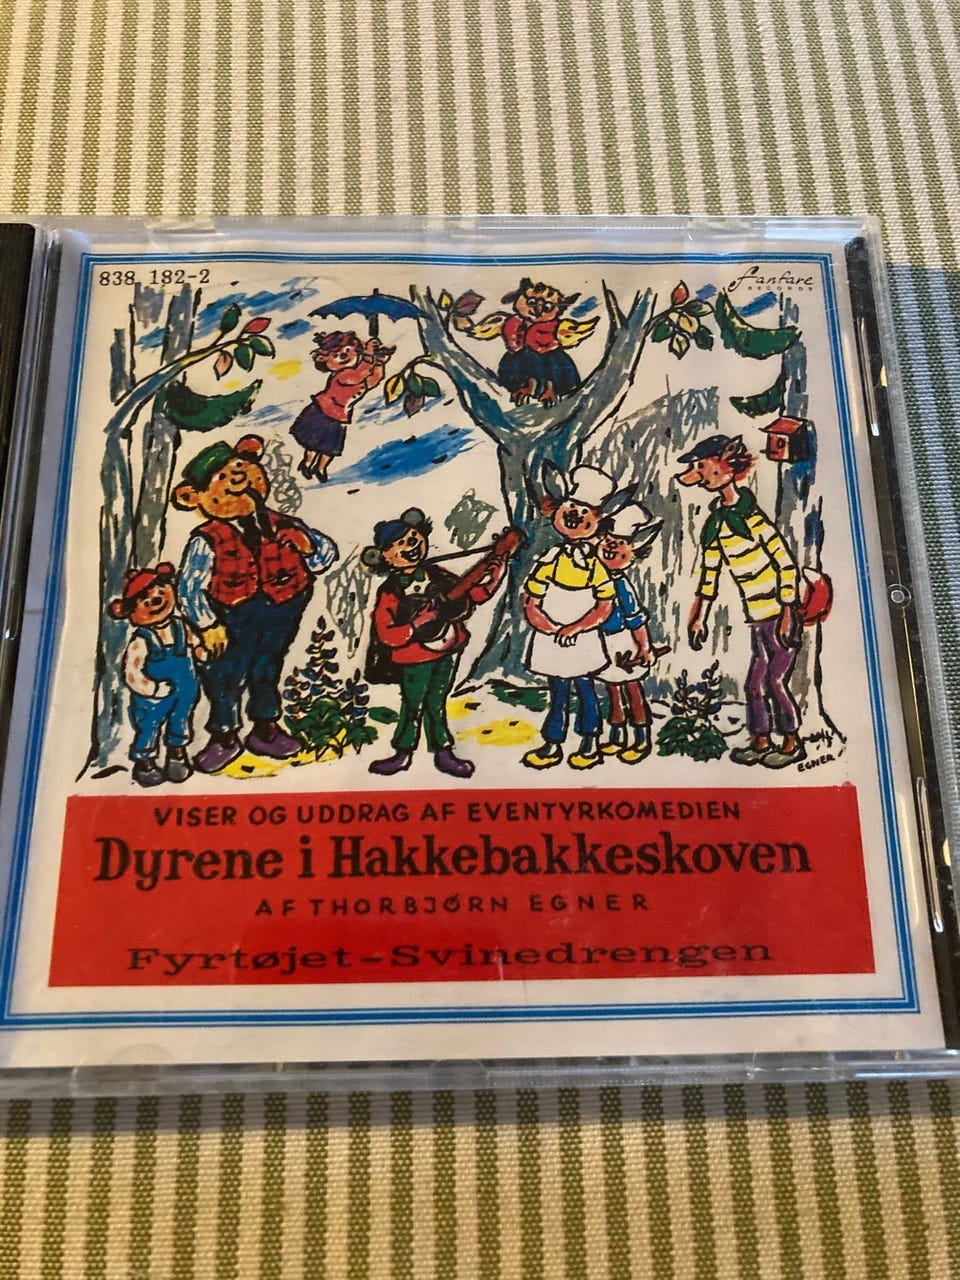 838 182-2
fanfare
RECORDS
EGNER
VISER OG UDDRAG AF EVENTYRKOMEDIEN
Dyrene i Hakkebakkeskoven
AF THORBJØRN EGNER
Fyrtøjet-Svinedrengen